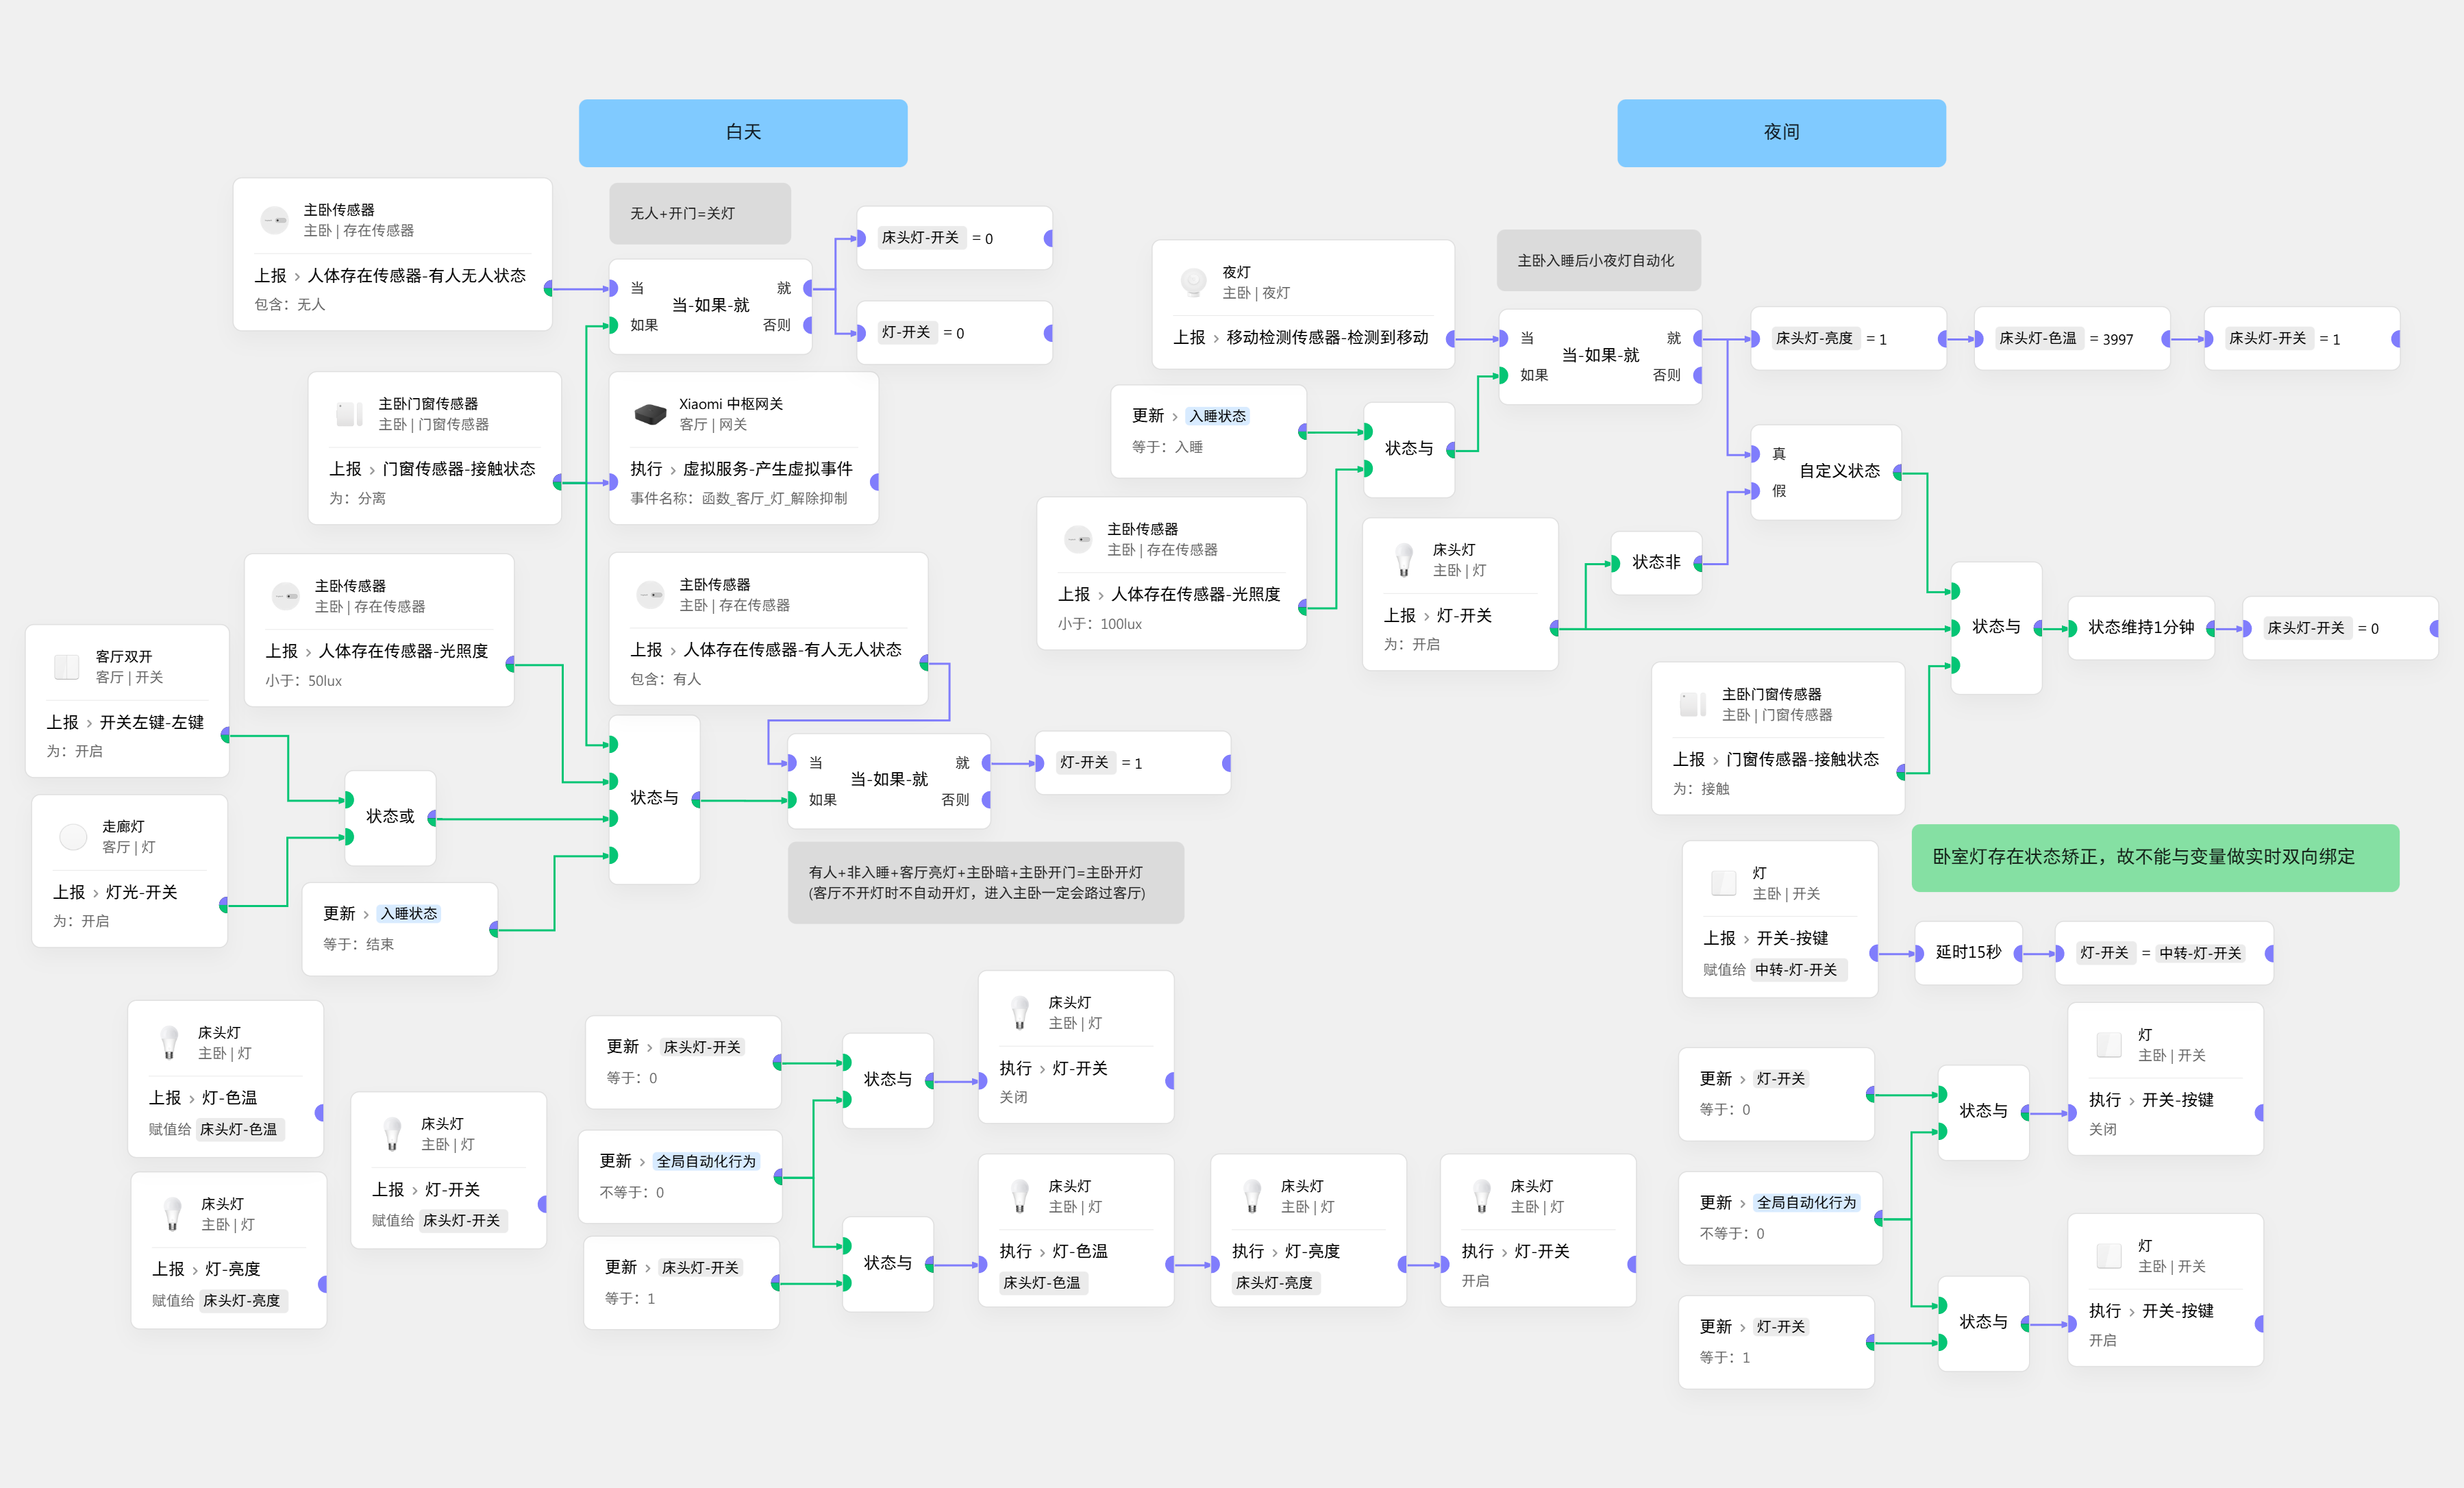 白天
夜间
主卧传感器
主卧 | 存在传感器
上报 › 人体存在传感器-有人无人状态
包含：无人
无人+开门=关灯
当
如果
当-如果-就
就
否则
床头灯-开关 = 0
灯-开关 = 0
主卧门窗传感器
主卧 | 门窗传感器
上报 › 门窗传感器-接触状态
为：分离
Xiaomi 中枢网关
客厅 | 网关
执行 › 虚拟服务-产生虚拟事件
事件名称：函数_客厅_灯_解除抑制
主卧传感器
主卧 | 存在传感器
上报 › 人体存在传感器-光照度
小于：50lux
主卧传感器
主卧 | 存在传感器
上报 › 人体存在传感器-有人无人状态
包含：有人
客厅双开
客厅 | 开关
上报 › 开关左键-左键
为：开启
走廊灯
客厅 | 灯
上报 › 灯光-开关
为：开启
状态或
更新 › 入睡状态
等于：结束
状态与
当
如果
当-如果-就
就
否则
灯-开关 = 1
有人+非入睡+客厅亮灯+主卧暗+主卧开门=主卧开灯
(客厅不开灯时不自动开灯，进入主卧一定会路过客厅)
夜灯
主卧 | 夜灯
上报 › 移动检测传感器-检测到移动
主卧入睡后小夜灯自动化
当
如果
当-如果-就
就
否则
床头灯-亮度 = 1
床头灯-色温 = 3997
床头灯-开关 = 1
更新 › 入睡状态
等于：入睡
状态与
主卧传感器
主卧 | 存在传感器
上报 › 人体存在传感器-光照度
小于：100lux
真
假
自定义状态
床头灯
主卧 | 灯
上报 › 灯-开关
为：开启
状态非
状态与
状态维持1分钟
床头灯-开关 = 0
主卧门窗传感器
主卧 | 门窗传感器
上报 › 门窗传感器-接触状态
为：接触
卧室灯存在状态矫正，故不能与变量做实时双向绑定
灯
主卧 | 开关
上报 › 开关-按键
赋值给 中转-灯-开关
延时15秒
灯-开关 = 中转-灯-开关
床头灯
主卧 | 灯
上报 › 灯-色温
赋值给 床头灯-色温
床头灯
主卧 | 灯
上报 › 灯-亮度
赋值给 床头灯-亮度
床头灯
主卧 | 灯
上报 › 灯-开关
赋值给 床头灯-开关
更新 › 床头灯-开关
等于：0
更新 › 全局自动化行为
不等于：0
更新 › 床头灯-开关
等于：1
状态与
状态与
床头灯
主卧 | 灯
执行 › 灯-开关
关闭
床头灯
主卧 | 灯
执行 › 灯-色温
床头灯-色温
床头灯
主卧 | 灯
执行 › 灯-亮度
床头灯-亮度
床头灯
主卧 | 灯
执行 › 灯-开关
开启
更新 › 灯-开关
等于：0
更新 › 全局自动化行为
不等于：0
更新 › 灯-开关
等于：1
状态与
状态与
灯
主卧 | 开关
执行 › 开关-按键
关闭
灯
主卧 | 开关
执行 › 开关-按键
开启